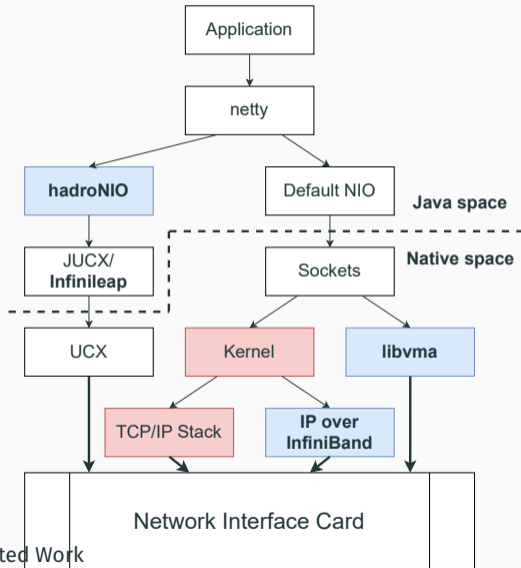 Application
netty
hadroNIO
Default NIO
Java space
JUCX/
Infinileap
Sockets
Native space
UCX
Kernel
libvma
TCP/IP Stack
IP over
InfiniBand
Network Interface Card
ted Work